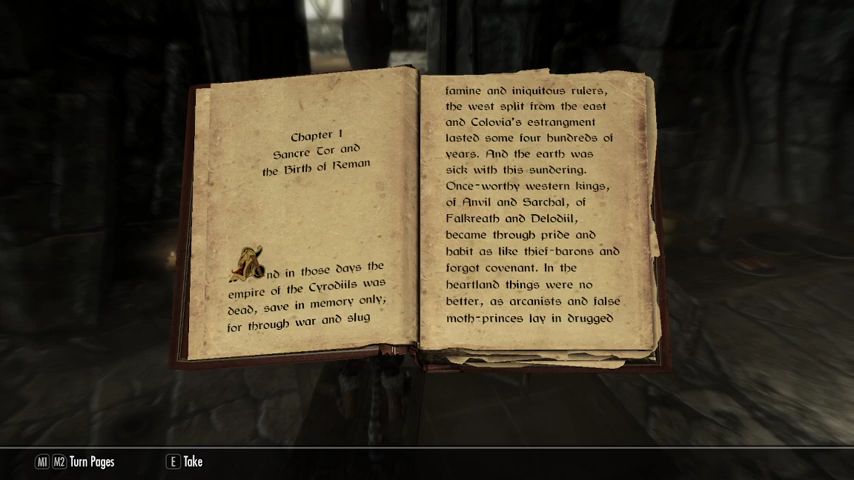 Chapter I
Sancre Tor and
the Birth of Reman
And in those days the
empire of the Cyrodiils was
dead, save in memory only;
for through war and slug
famine and iniquitous rulers,
the west split from the east
and Colovia's estrangment
lasted some four hundreds of
years. And the earth was
sick with this sundering.
Once-worthy western kings,
of Anvil and Sarchal, of
Falkreath and Delodiil,
became through pride and
habit as like thief-barons and
forgot covenant. In the
heartland things were no
better, as arcanists and false
moth-princes lay in drugged
M1 M2 Turn Pages
E Take